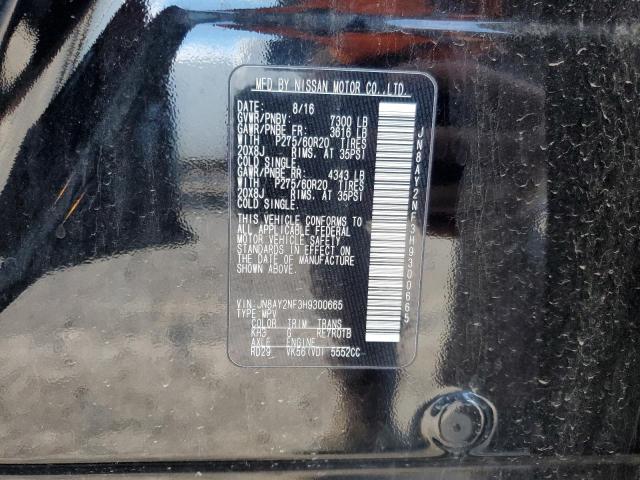 MFD BY NISSAN MOTOR CO.,LTD.
DATE: 8/16
GVWR/PNBV: 7300 LB
GAWR/PNBE FR: 3616 LB
WITH P275/60R20 TIRES
20X8J RIMS, AT 35PSI
COLD SINGLE
GAWR/PNBE RR: 4343 LB
WITH P275/60R20 TIRES
20X8J RIMS, AT 35PSI
COLD SINGLE
THIS VEHICLE CONFORMS TO
ALL APPLICABLE FEDERAL
MOTOR VEHICLE SAFETY
STANDARDS IN EFFECT ON
THE DATE OF MANUFACTURE
SHOWN ABOVE.
VIN: JN8AY2NF3H9300665
TYPE: MPV
COLOR TRIM TRANS
KH3 G RE7R01B
AXLE ENGINE
RD29 VK56(VD) 5552CC
JN8AY2NF3H9300665